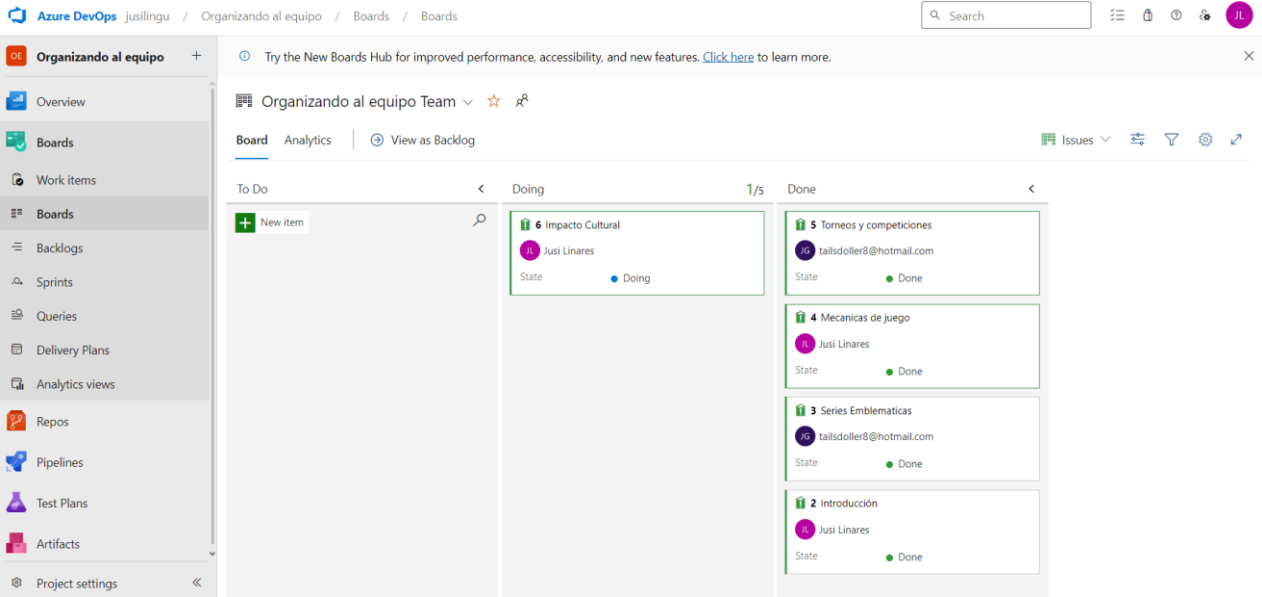 Azure DevOps jusilingu / Organizando al equipo / Boards / Boards
Search
JL
OE Organizando al equipo +
Try the New Boards Hub for improved performance, accessibility, and new features. Click here to learn more.
Overview
Boards
Work items
Boards
Backlogs
Sprints
Queries
Delivery Plans
Analytics views
Repos
Pipelines
Test Plans
Artifacts
Project settings
Organizando al equipo Team
Board Analytics View as Backlog
Issues
To Do
New item
Doing 1/5
6 Impacto Cultural
JL Jusi Linares
State Doing
Done
5 Torneos y competiciones
JG tailsdoller8@hotmail.com
State Done
4 Mecanicas de juego
JL Jusi Linares
State Done
3 Series Emblematicas
JG tailsdoller8@hotmail.com
State Done
2 Introducción
JL Jusi Linares
State Done